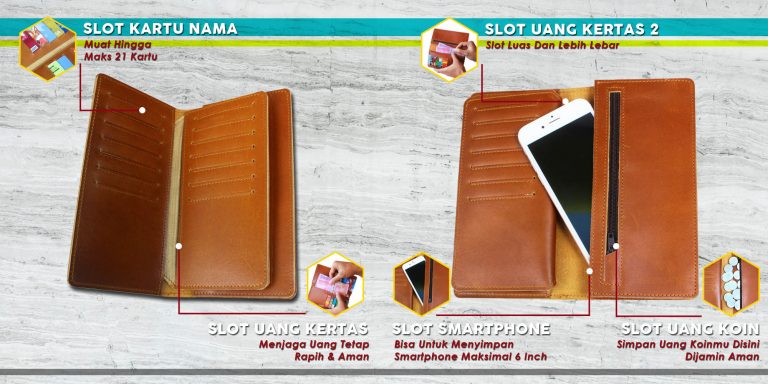 SLOT KARTU NAMA
Muat Hingga
Maks 21 Kartu
SLOT UANG KERTAS 2
Slot Luas Dan Lebih Lebar
SLOT UANG KERTAS
Menjaga Uang Tetap
Rapih & Aman
SLOT SMARTPHONE
Bisa Untuk Menyimpan
Smartphone Maksimal 6 Inch
SLOT UANG KOIN
Simpan Uang Koinmu Disini
Dijamin Aman